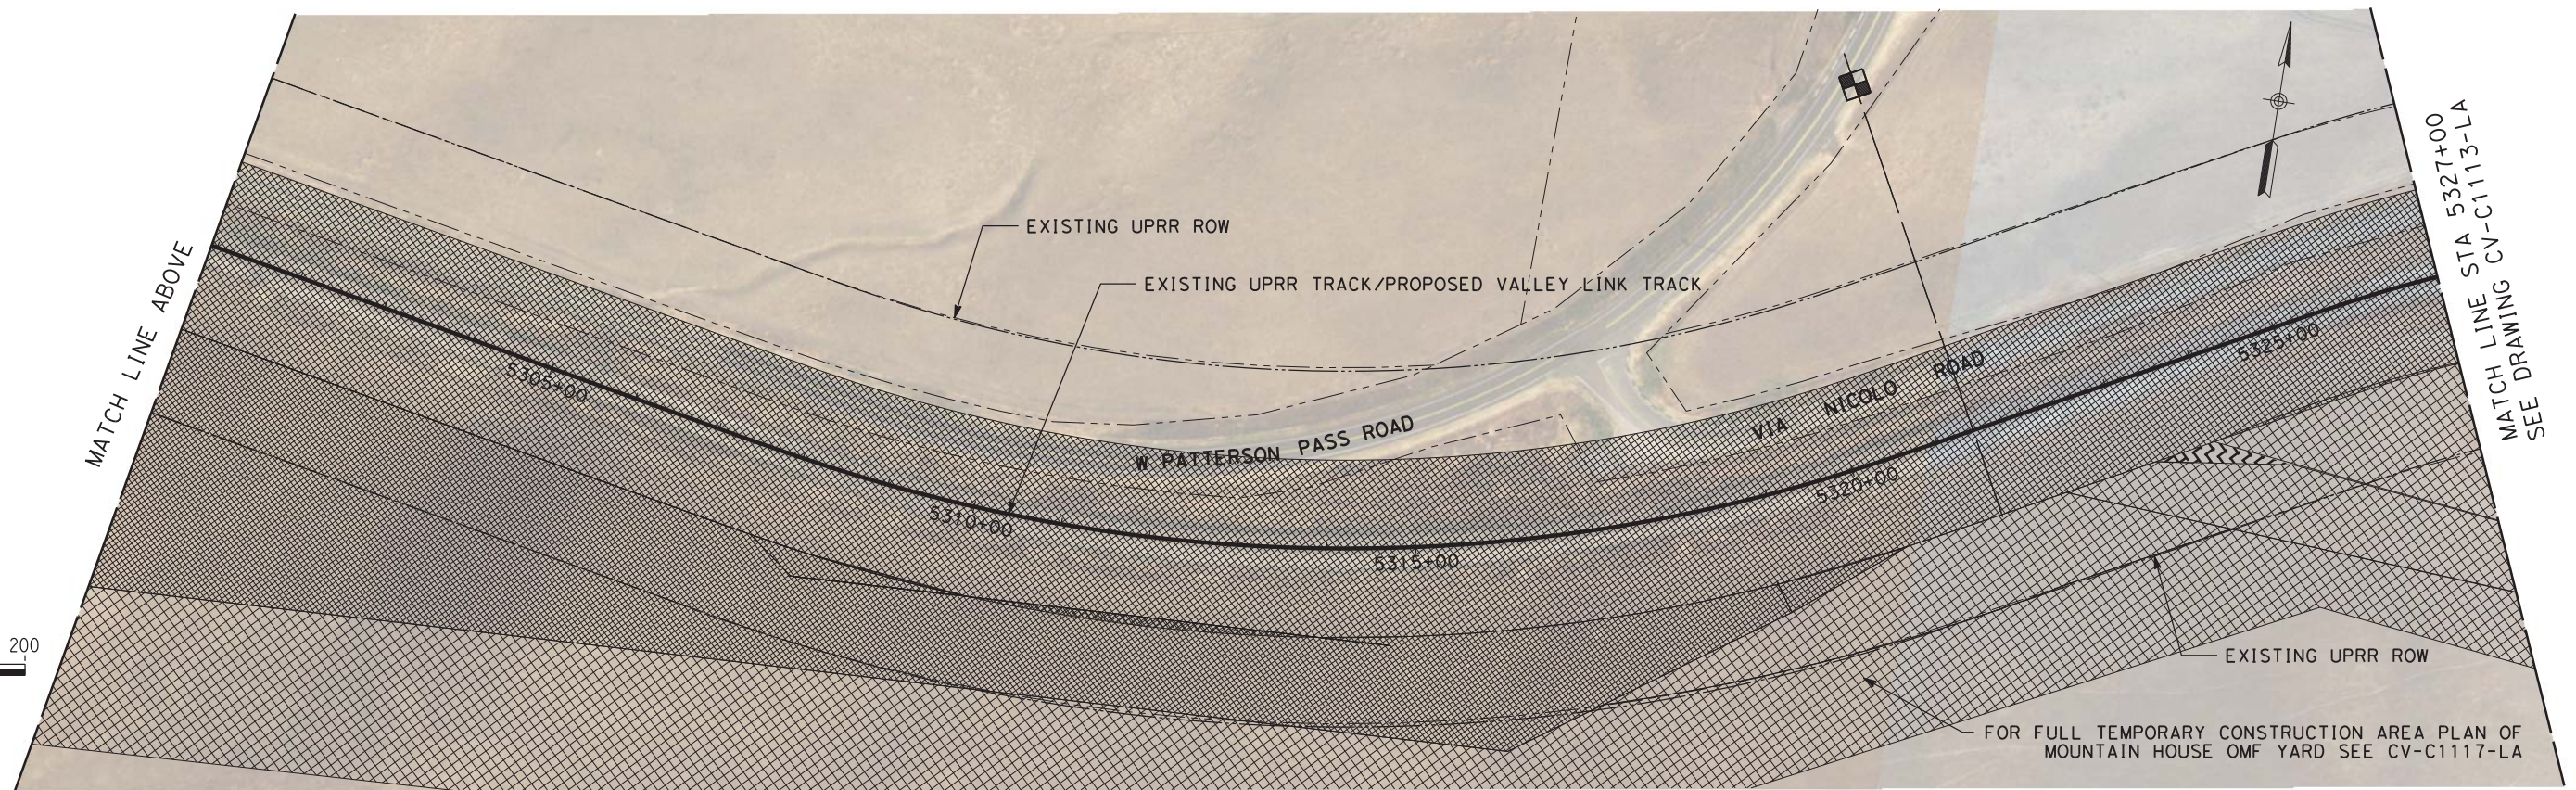 EXISTING UPRR ROW
EXISTING UPRR TRACK/PROPOSED VALLEY LINK TRACK
MATCH LINE ABOVE
MATCH LINE STA 5327+00
SEE DRAWING CV-C1113-LA
5305+00
5310+00
5315+00
5320+00
5325+00
W PATTERSON PASS ROAD
VIA NICOLO ROAD
200
EXISTING UPRR ROW
FOR FULL TEMPORARY CONSTRUCTION AREA PLAN OF
MOUNTAIN HOUSE OMF YARD SEE CV-C1117-LA